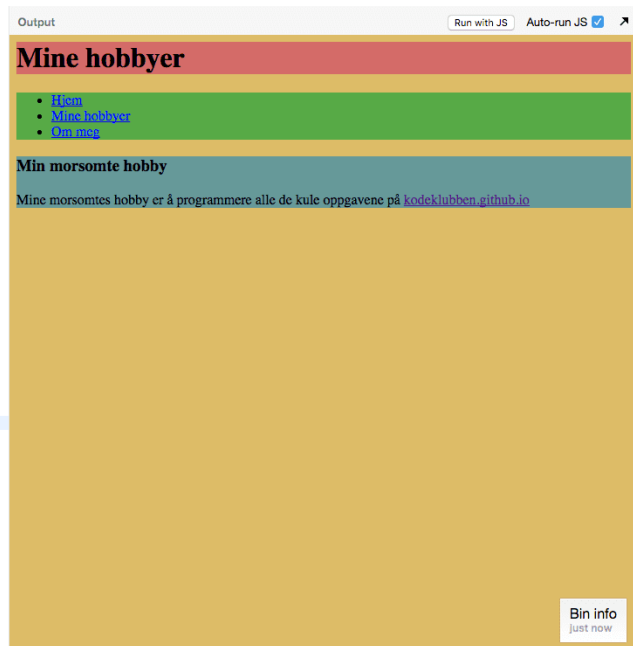 Output Run with JS Auto-run JS
Mine hobbyer
Hjem
Mine hobbyer
Om meg
Min morsomte hobby
Mine morsomtes hobby er å programmere alle de kule oppgavene på kodeklubben.github.io
Bin info
just now